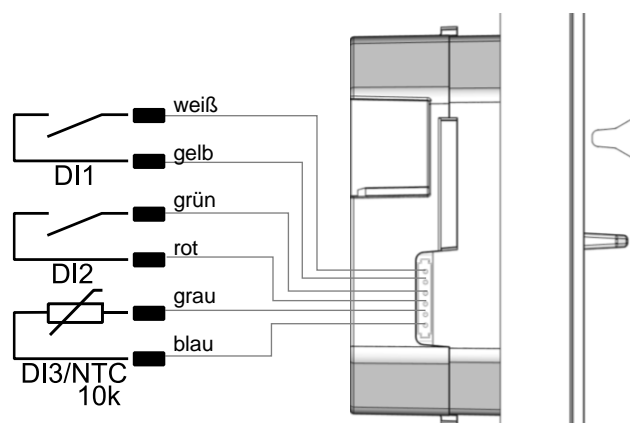 weiß
gelb
DI1
grün
rot
DI2
grau
blau
DI3/NTC
10k